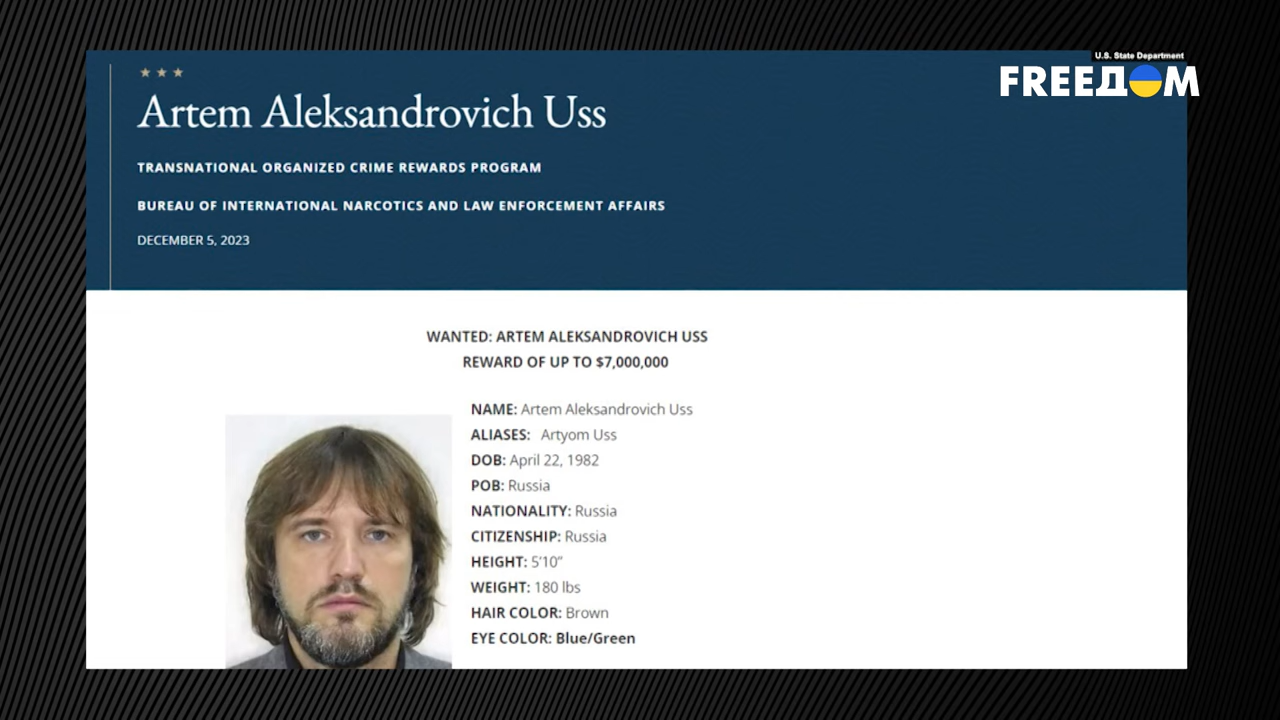 U.S. State Department
FREEДOM
Artem Aleksandrovich Uss
TRANSNATIONAL ORGANIZED CRIME REWARDS PROGRAM
BUREAU OF INTERNATIONAL NARCOTICS AND LAW ENFORCEMENT AFFAIRS
DECEMBER 5, 2023
WANTED: ARTEM ALEKSANDROVICH USS
REWARD OF UP TO $7,000,000
NAME: Artem Aleksandrovich Uss
ALIASES: Artyom Uss
DOB: April 22, 1982
POB: Russia
NATIONALITY: Russia
CITIZENSHIP: Russia
HEIGHT: 5'10”
WEIGHT: 180 lbs
HAIR COLOR: Brown
EYE COLOR: Blue/Green